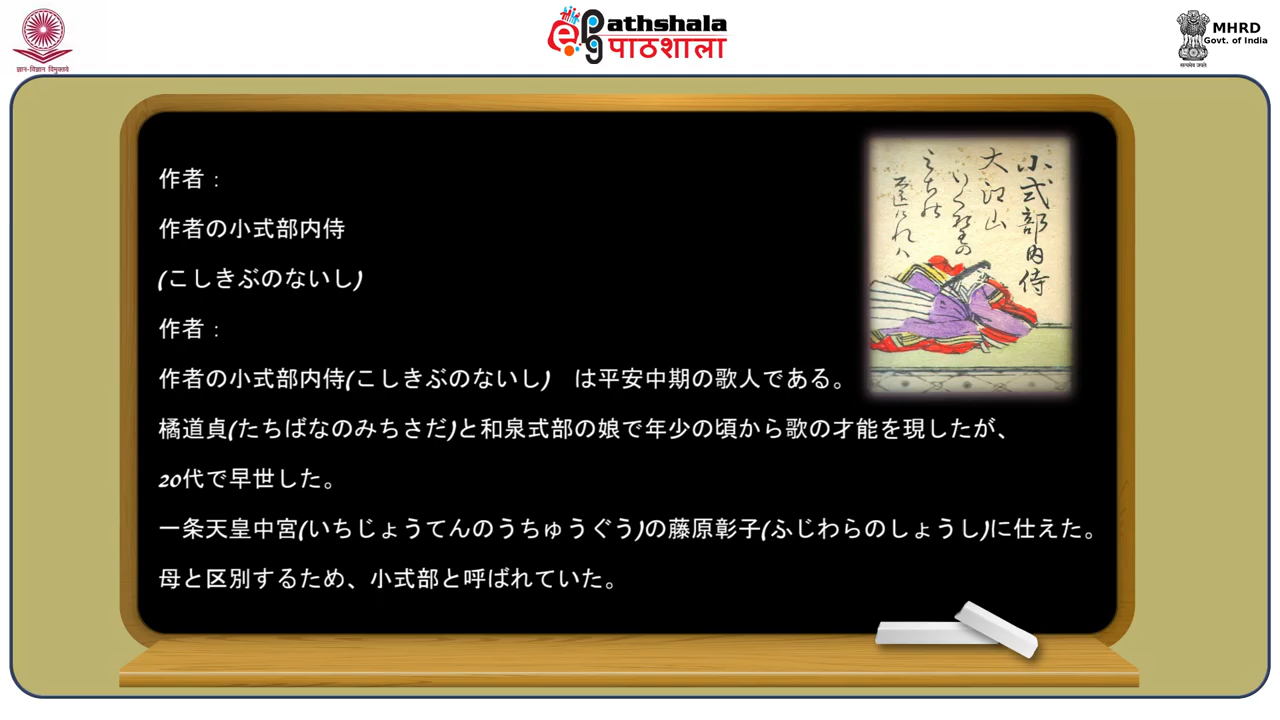 ज्ञान-विज्ञान विमुक्तये
ePathshala
पाठशाला
MHRD
Govt. of India
सत्यमेव जयते
作者：
作者の小式部内侍
(こしきぶのないし)
作者：
作者の小式部内侍(こしきぶのないし)　は平安中期の歌人である。
橘道貞(たちばなのみちさだ)と和泉式部の娘で年少の頃から歌の才能を現したが、
20代で早世した。
一条天皇中宮(いちじょうてんのうちゅうぐう)の藤原彰子(ふじわらのしょうし)に仕えた。
母と区別するため、小式部と呼ばれていた。
小式部内侍
大江山